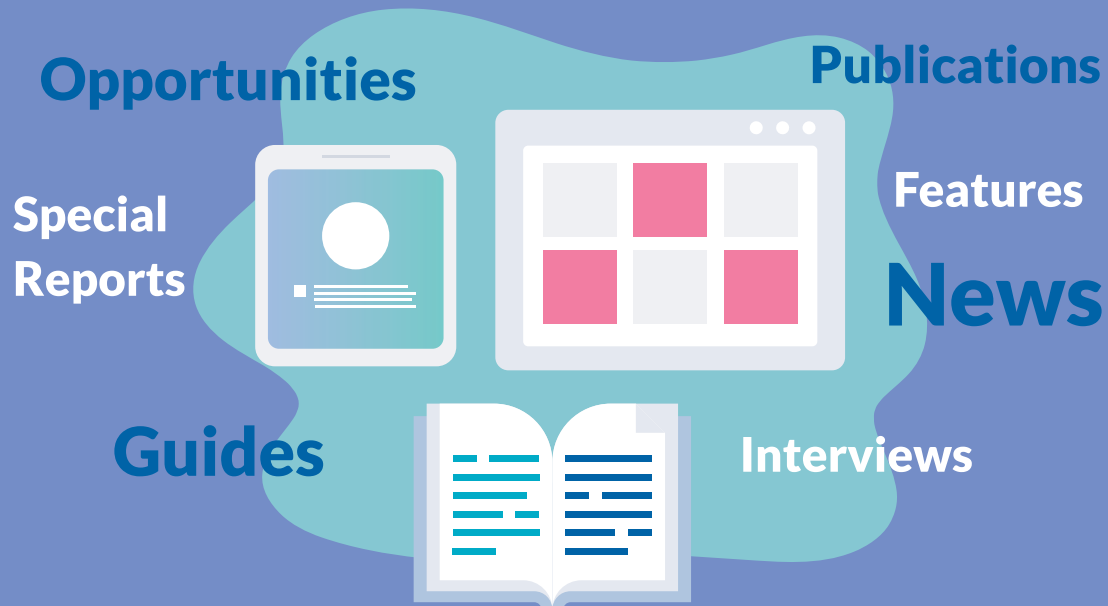 Opportunities
Publications
Special
Reports
Features
News
Guides
Interviews